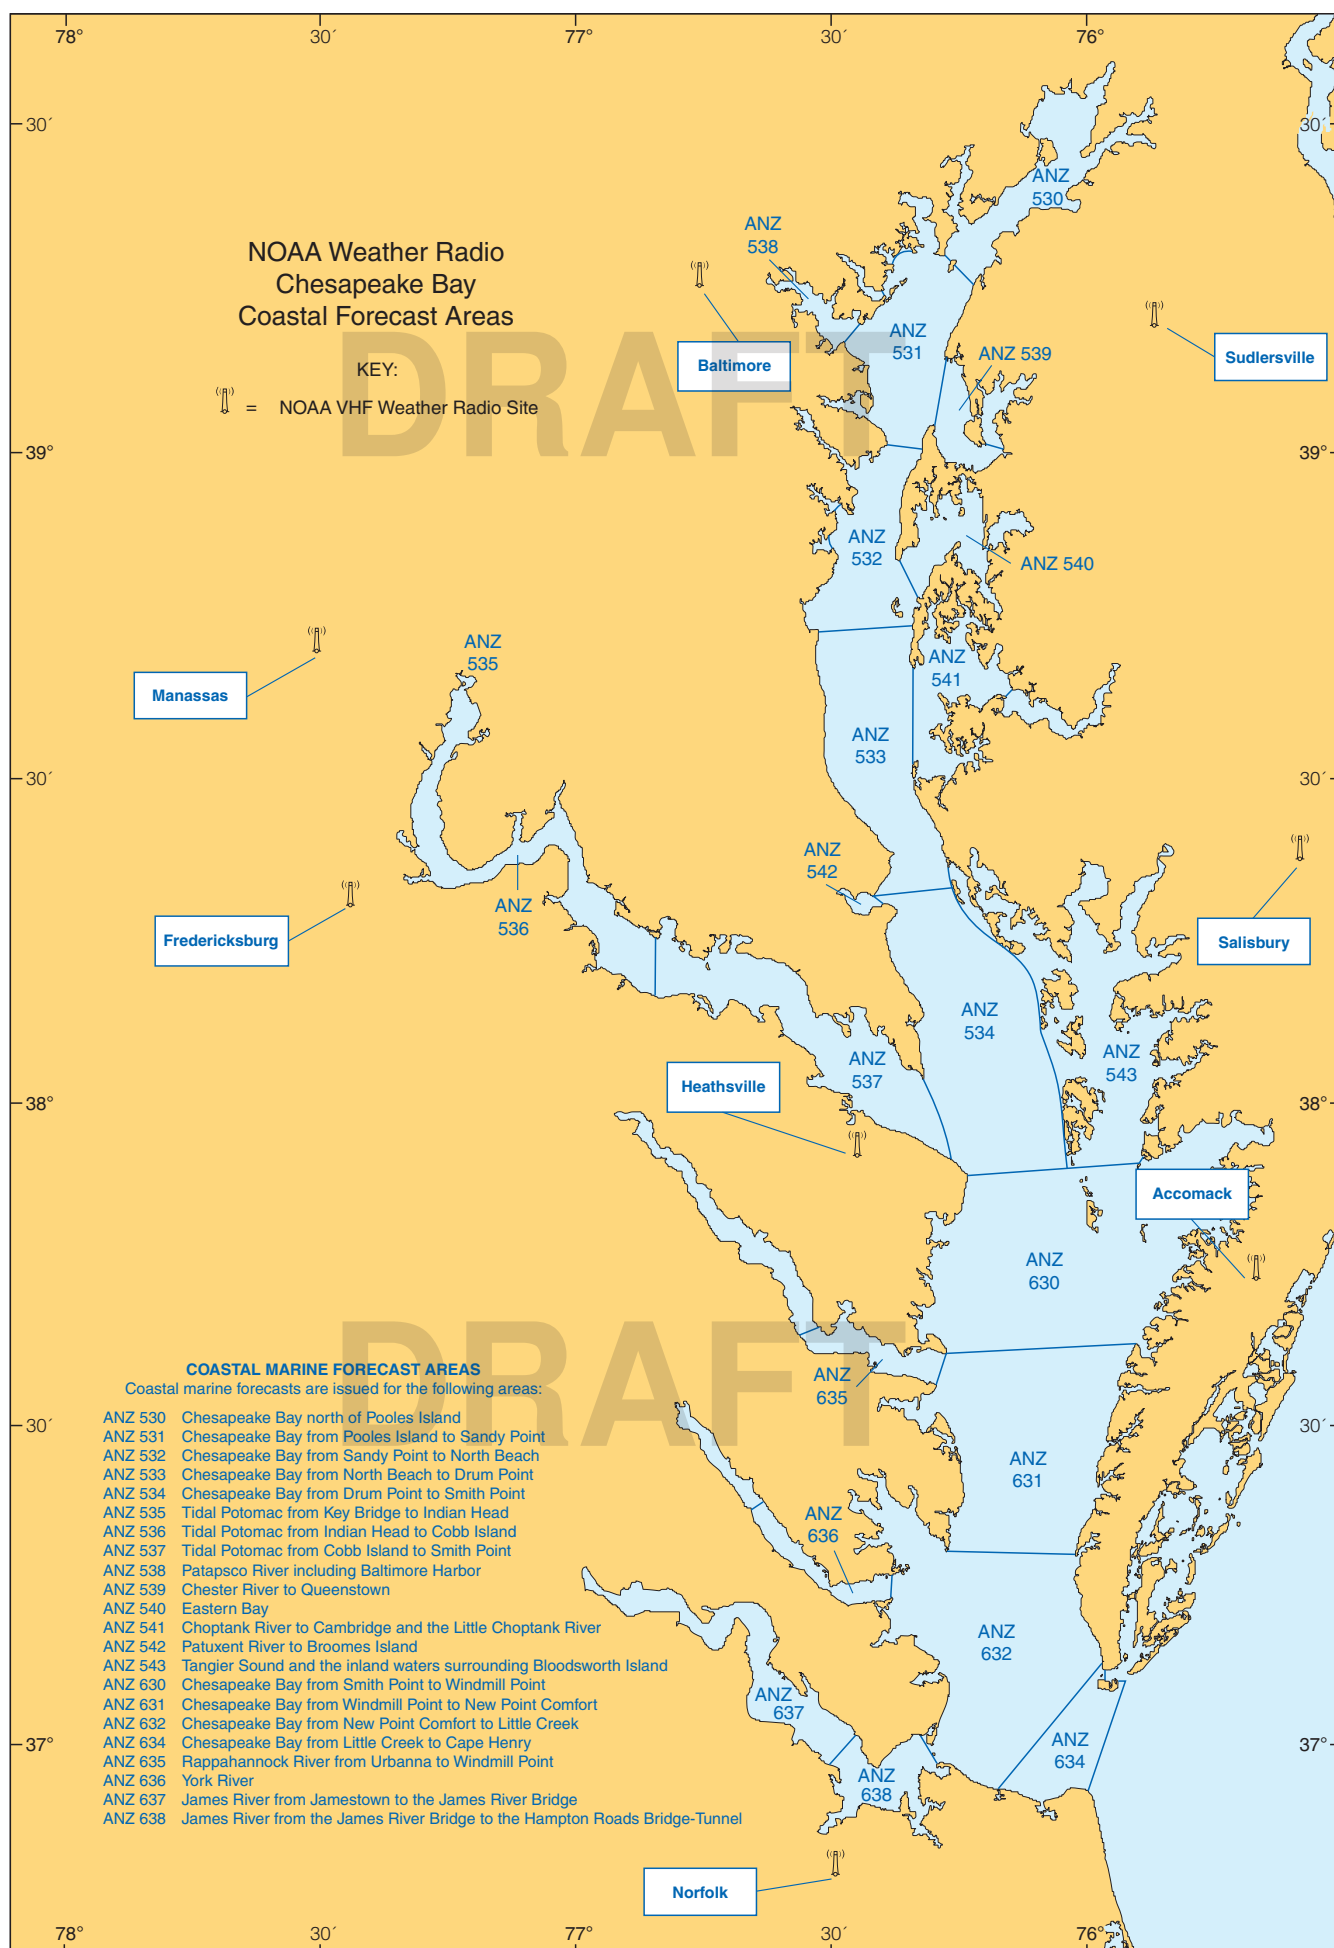 78°
30´
77°
30´
76°
30´
30´
ANZ
530
ANZ
538
NOAA Weather Radio
Chesapeake Bay
Coastal Forecast Areas
DRAFT
KEY:
= NOAA VHF Weather Radio Site
Baltimore
ANZ
531
ANZ 539
Sudlersville
39°
39°
ANZ
532
ANZ 540
ANZ
535
ANZ
541
Manassas
ANZ
533
30´
30´
ANZ
542
ANZ
536
Fredericksburg
Salisbury
ANZ
534
ANZ
543
ANZ
537
Heathsville
38°
38°
Accomack
ANZ
630
DRAFT
ANZ
635
COASTAL MARINE FORECAST AREAS
Coastal marine forecasts are issued for the following areas:
ANZ 530 Chesapeake Bay north of Pooles Island
ANZ 531 Chesapeake Bay from Pooles Island to Sandy Point
ANZ 532 Chesapeake Bay from Sandy Point to North Beach
ANZ 533 Chesapeake Bay from North Beach to Drum Point
ANZ 534 Chesapeake Bay from Drum Point to Smith Point
ANZ 535 Tidal Potomac from Key Bridge to Indian Head
ANZ 536 Tidal Potomac from Indian Head to Cobb Island
ANZ 537 Tidal Potomac from Cobb Island to Smith Point
ANZ 538 Patapsco River including Baltimore Harbor
ANZ 539 Chester River to Queenstown
ANZ 540 Eastern Bay
ANZ 541 Choptank River to Cambridge and the Little Choptank River
ANZ 542 Patuxent River to Broomes Island
ANZ 543 Tangier Sound and the inland waters surrounding Bloodsworth Island
ANZ 630 Chesapeake Bay from Smith Point to Windmill Point
ANZ 631 Chesapeake Bay from Windmill Point to New Point Comfort
ANZ 632 Chesapeake Bay from New Point Comfort to Little Creek
ANZ 634 Chesapeake Bay from Little Creek to Cape Henry
ANZ 635 Rappahannock River from Urbanna to Windmill Point
ANZ 636 York River
ANZ 637 James River from Jamestown to the James River Bridge
ANZ 638 James River from the James River Bridge to the Hampton Roads Bridge-Tunnel
30´
30´
ANZ
631
ANZ
636
ANZ
632
ANZ
637
ANZ
634
37°
37°
ANZ
638
Norfolk
78°
30´
77°
30´
76°